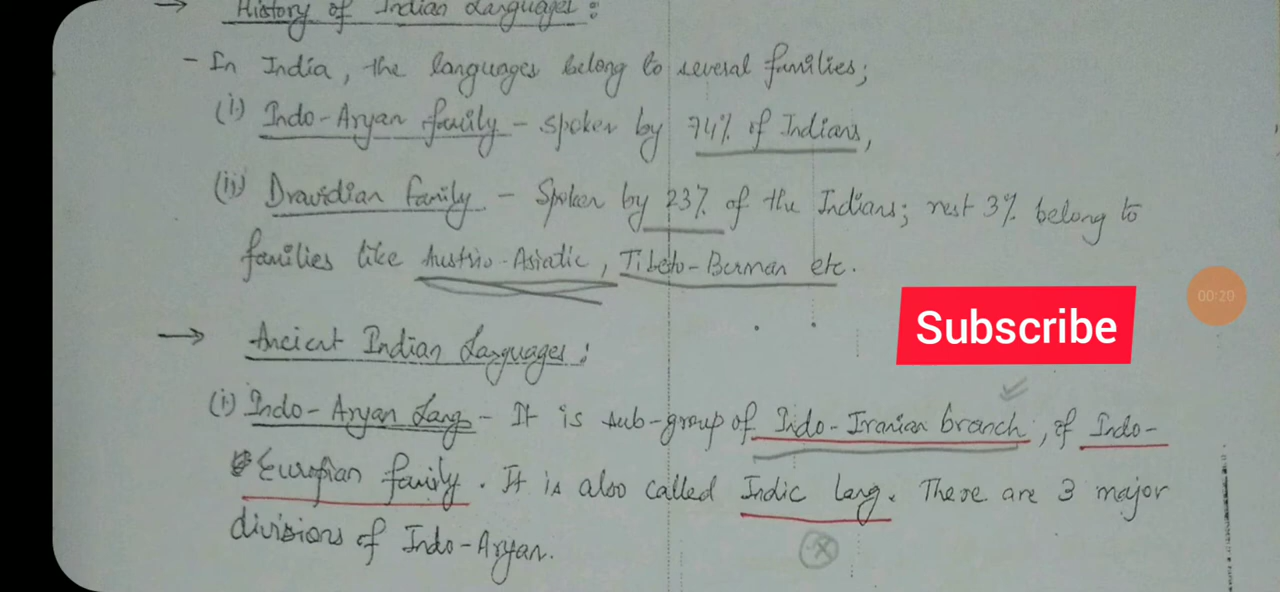 → History of Indian Languages:
- In India, the languages belong to several families;
(i) Indo-Aryan family - spoken by 74% of Indians,
(ii) Dravidian family - Spoken by 23% of the Indians; rest 3% belong to
families like Austrio-Asiatic, Tibeto-Burman etc.
00:20
Subscribe
→ Ancient Indian Languages:
(i) Indo-Aryan Lang - It is sub-group of Indo-Iranian branch, of Indo-
Europian family. It is also called Indic lang. There are 3 major
divisions of Indo-Aryan.